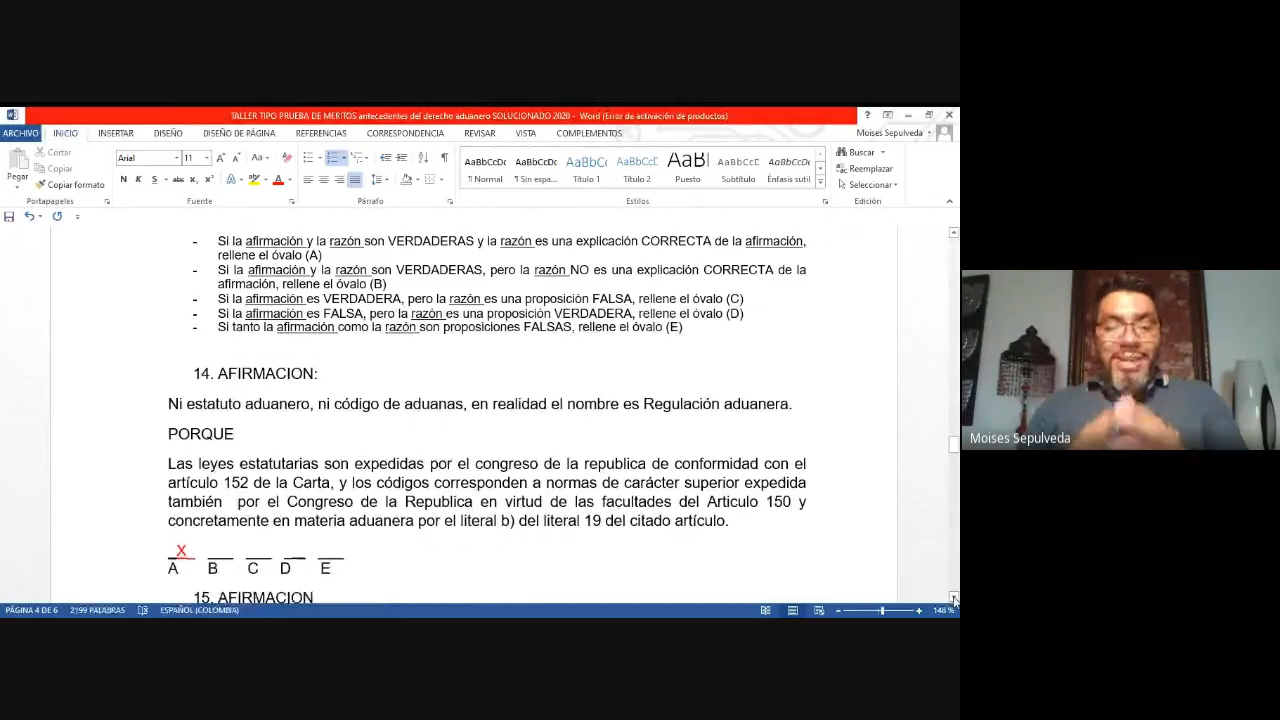 TALLER TIPO PRUEBA DE MERITOS antecedentes del derecho aduanero SOLUCIONADO 2020 - Word (Error de activación de productos)
ARCHIVO INICIO INSERTAR DISEÑO DISEÑO DE PÁGINA REFERENCIAS CORRESPONDENCIA REVISAR VISTA COMPLEMENTOS Moises Sepulveda
Pegar
Cortar
Copiar
Copiar formato
Portapapeles
Arial 11
N K S abc x₂ x²
Fuente
Párrafo
AaBbCcDc AaBbCcDc AaBbCc AaBbCc AaBl AaBbCcD AaBbCcDc
¶ Normal ¶ Sin espa... Título 1 Título 2 Puesto Subtítulo Énfasis sutil
Estilos
Buscar
Reemplazar
Seleccionar
Edición
- Si la afirmación y la razón son VERDADERAS y la razón es una explicación CORRECTA de la afirmación,
rellene el óvalo (A)
- Si la afirmación y la razón son VERDADERAS, pero la razón NO es una explicación CORRECTA de la
afirmación, rellene el óvalo (B)
- Si la afirmación es VERDADERA, pero la razón es una proposición FALSA, rellene el óvalo (C)
- Si la afirmación es FALSA, pero la razón es una proposición VERDADERA, rellene el óvalo (D)
- Si tanto la afirmación como la razón son proposiciones FALSAS, rellene el óvalo (E)
14. AFIRMACION:
Ni estatuto aduanero, ni código de aduanas, en realidad el nombre es Regulación aduanera.
PORQUE
Las leyes estatutarias son expedidas por el congreso de la republica de conformidad con el
artículo 152 de la Carta, y los códigos corresponden a normas de carácter superior expedida
también por el Congreso de la Republica en virtud de las facultades del Articulo 150 y
concretamente en materia aduanera por el literal b) del literal 19 del citado artículo.
X
A B C D E
15. AFIRMACION
PÁGINA 4 DE 6 2199 PALABRAS ESPAÑOL (COLOMBIA) 148 %
Moises Sepulveda